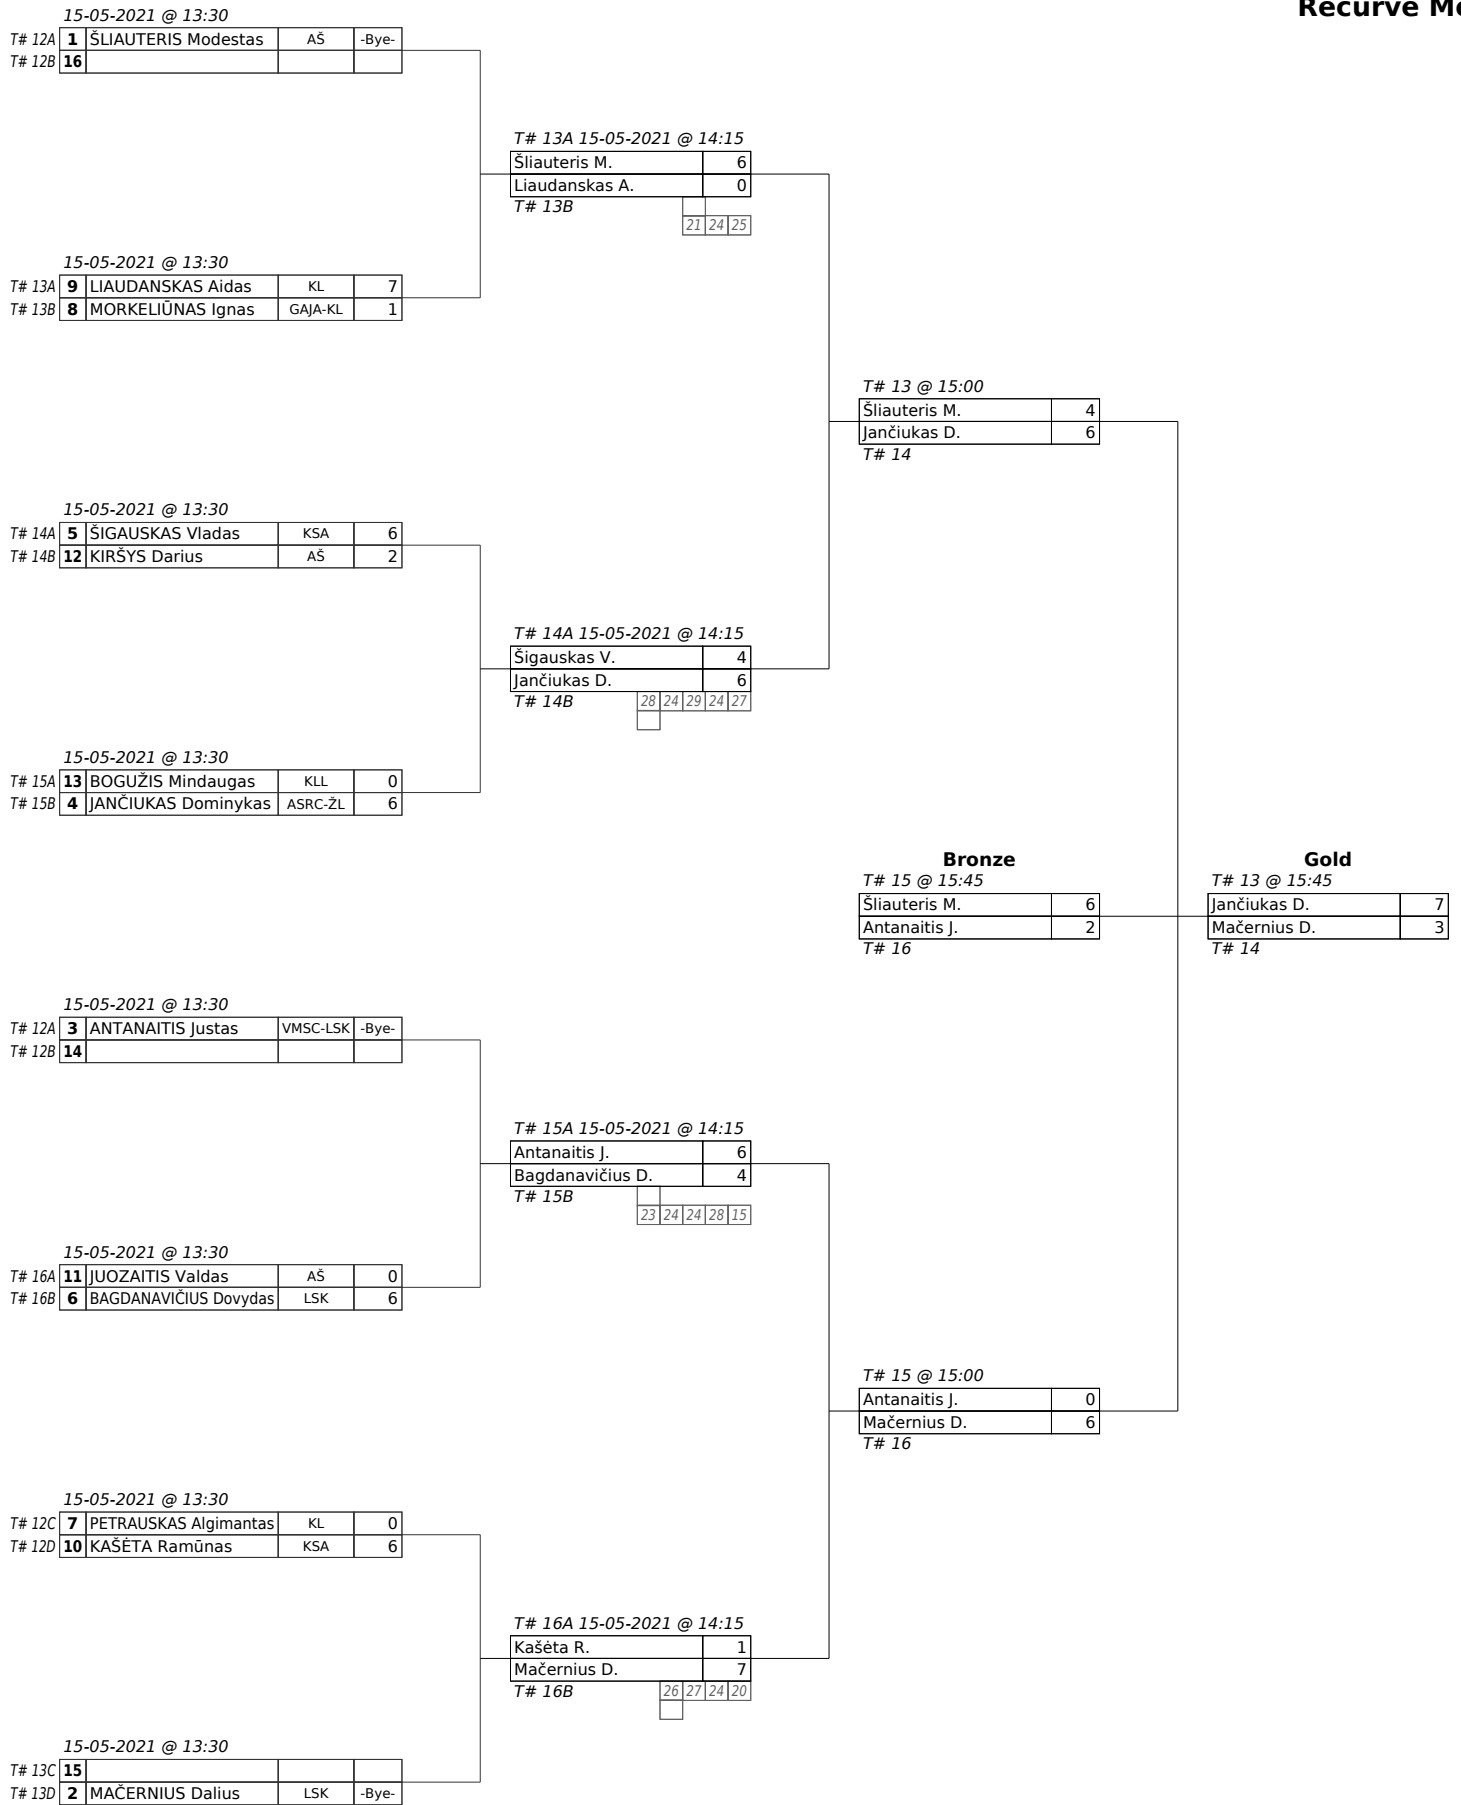 Recurve M
15-05-2021 @ 13:30
T# 12A 1 ŠLIAUTERIS Modestas AŠ -Bye-
T# 12B 16
T# 13A 15-05-2021 @ 14:15
Šliauteris M. 6
Liaudanskas A. 0
T# 13B
21 24 25
15-05-2021 @ 13:30
T# 13A 9 LIAUDANSKAS Aidas KL 7
T# 13B 8 MORKELIŪNAS Ignas GAJA-KL 1
T# 13 @ 15:00
Šliauteris M. 4
Jančiukas D. 6
T# 14
15-05-2021 @ 13:30
T# 14A 5 ŠIGAUSKAS Vladas KSA 6
T# 14B 12 KIRŠYS Darius AŠ 2
T# 14A 15-05-2021 @ 14:15
Šigauskas V. 4
Jančiukas D. 6
T# 14B 28 24 29 24 27
15-05-2021 @ 13:30
T# 15A 13 BOGUŽIS Mindaugas KLL 0
T# 15B 4 JANČIUKAS Dominykas ASRC-ŽL 6
Bronze Gold
T# 15 @ 15:45 T# 13 @ 15:45
Šliauteris M. 6 Jančiukas D. 7
Antanaitis J. 2 Mačernius D. 3
T# 16 T# 14
15-05-2021 @ 13:30
T# 12A 3 ANTANAITIS Justas VMSC-LSK -Bye-
T# 12B 14
T# 15A 15-05-2021 @ 14:15
Antanaitis J. 6
Bagdanavičius D. 4
T# 15B
23 24 24 28 15
15-05-2021 @ 13:30
T# 16A 11 JUOZAITIS Valdas AŠ 0
T# 16B 6 BAGDANAVIČIUS Dovydas LSK 6
T# 15 @ 15:00
Antanaitis J. 0
Mačernius D. 6
T# 16
15-05-2021 @ 13:30
T# 12C 7 PETRAUSKAS Algimantas KL 0
T# 12D 10 KAŠĖTA Ramūnas KSA 6
T# 16A 15-05-2021 @ 14:15
Kašėta R. 1
Mačernius D. 7
T# 16B 26 27 24 20
15-05-2021 @ 13:30
T# 13C 15
T# 13D 2 MAČERNIUS Dalius LSK -Bye-